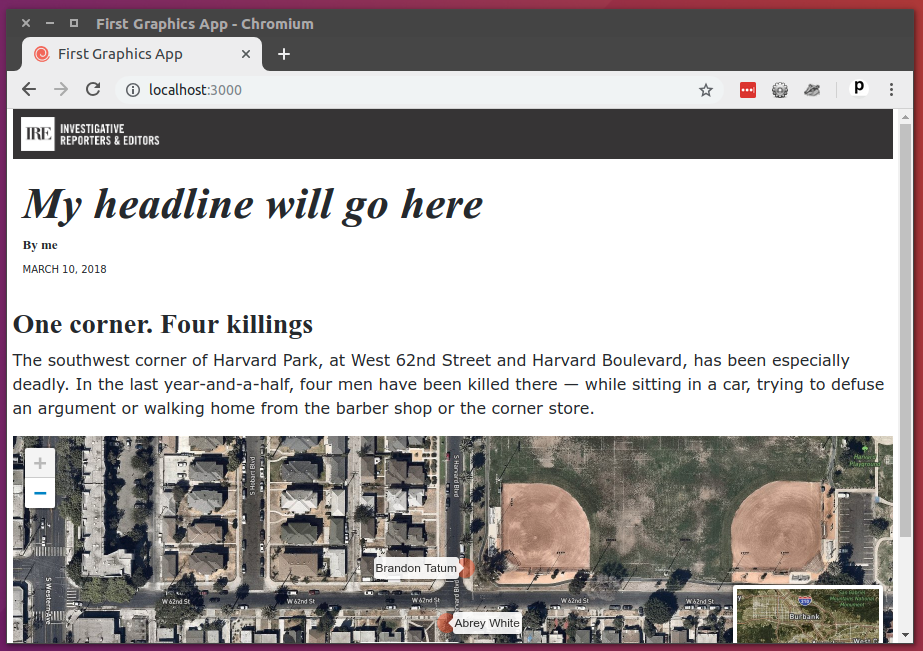 First Graphics App - Chromium
First Graphics App
localhost:3000
p
IRE INVESTIGATIVE
REPORTERS & EDITORS
My headline will go here
By me
MARCH 10, 2018
One corner. Four killings
The southwest corner of Harvard Park, at West 62nd Street and Harvard Boulevard, has been especially
deadly. In the last year-and-a-half, four men have been killed there — while sitting in a car, trying to defuse
an argument or walking home from the barber shop or the corner store.
+
−
S Hobart Blvd
S Harvard Blvd
Harvard
Playground
Brandon Tatum
S Western Ave
W 62nd St
W 62nd St
W 62nd St
W 62nd St
W 62nd St
Abrey White
Burbank